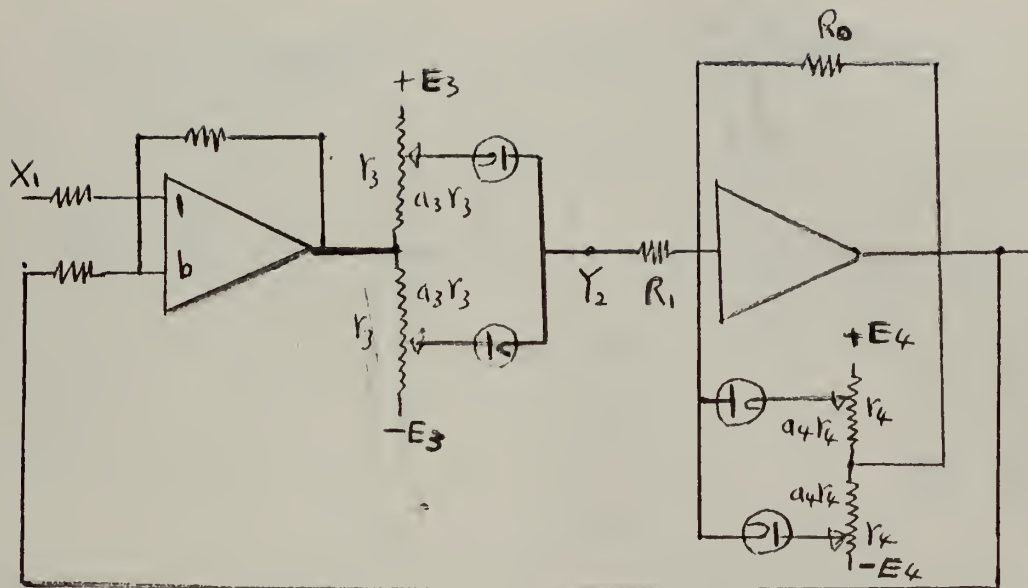 R₀
+E₃
X₁
r₃
a₃r₃
1
b
a₃r₃
r₃
Y₂
R₁
-E₃
+E₄
r₄
a₄r₄
a₄r₄
r₄
-E₄